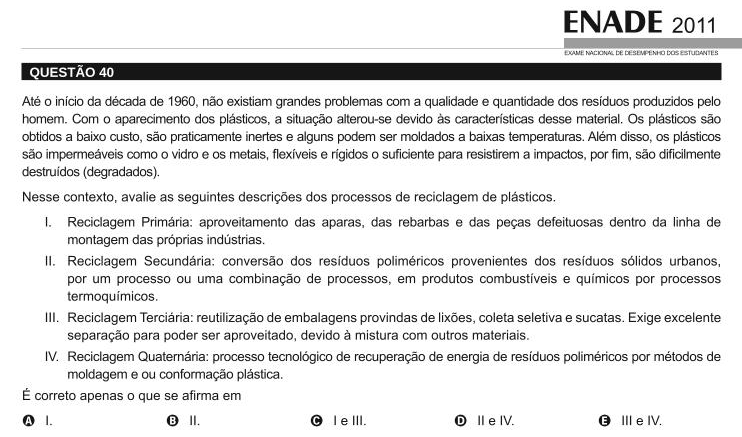 ENADE 2011
EXAME NACIONAL DE DESEMPENHO DOS ESTUDANTES
QUESTÃO 40
Até o início da década de 1960, não existiam grandes problemas com a qualidade e quantidade dos resíduos produzidos pelo
homem. Com o aparecimento dos plásticos, a situação alterou-se devido às características desse material. Os plásticos são
obtidos a baixo custo, são praticamente inertes e alguns podem ser moldados a baixas temperaturas. Além disso, os plásticos
são impermeáveis como o vidro e os metais, flexíveis e rígidos o suficiente para resistirem a impactos, por fim, são dificilmente
destruídos (degradados).
Nesse contexto, avalie as seguintes descrições dos processos de reciclagem de plásticos.
I. Reciclagem Primária: aproveitamento das aparas, das rebarbas e das peças defeituosas dentro da linha de
montagem das próprias indústrias.
II. Reciclagem Secundária: conversão dos resíduos poliméricos provenientes dos resíduos sólidos urbanos,
por um processo ou uma combinação de processos, em produtos combustíveis e químicos por processos
termoquímicos.
III. Reciclagem Terciária: reutilização de embalagens provindas de lixões, coleta seletiva e sucatas. Exige excelente
separação para poder ser aproveitado, devido à mistura com outros materiais.
IV. Reciclagem Quaternária: processo tecnológico de recuperação de energia de resíduos poliméricos por métodos de
moldagem e ou conformação plástica.
É correto apenas o que se afirma em
A I. B II. C I e III. D II e IV. E III e IV.